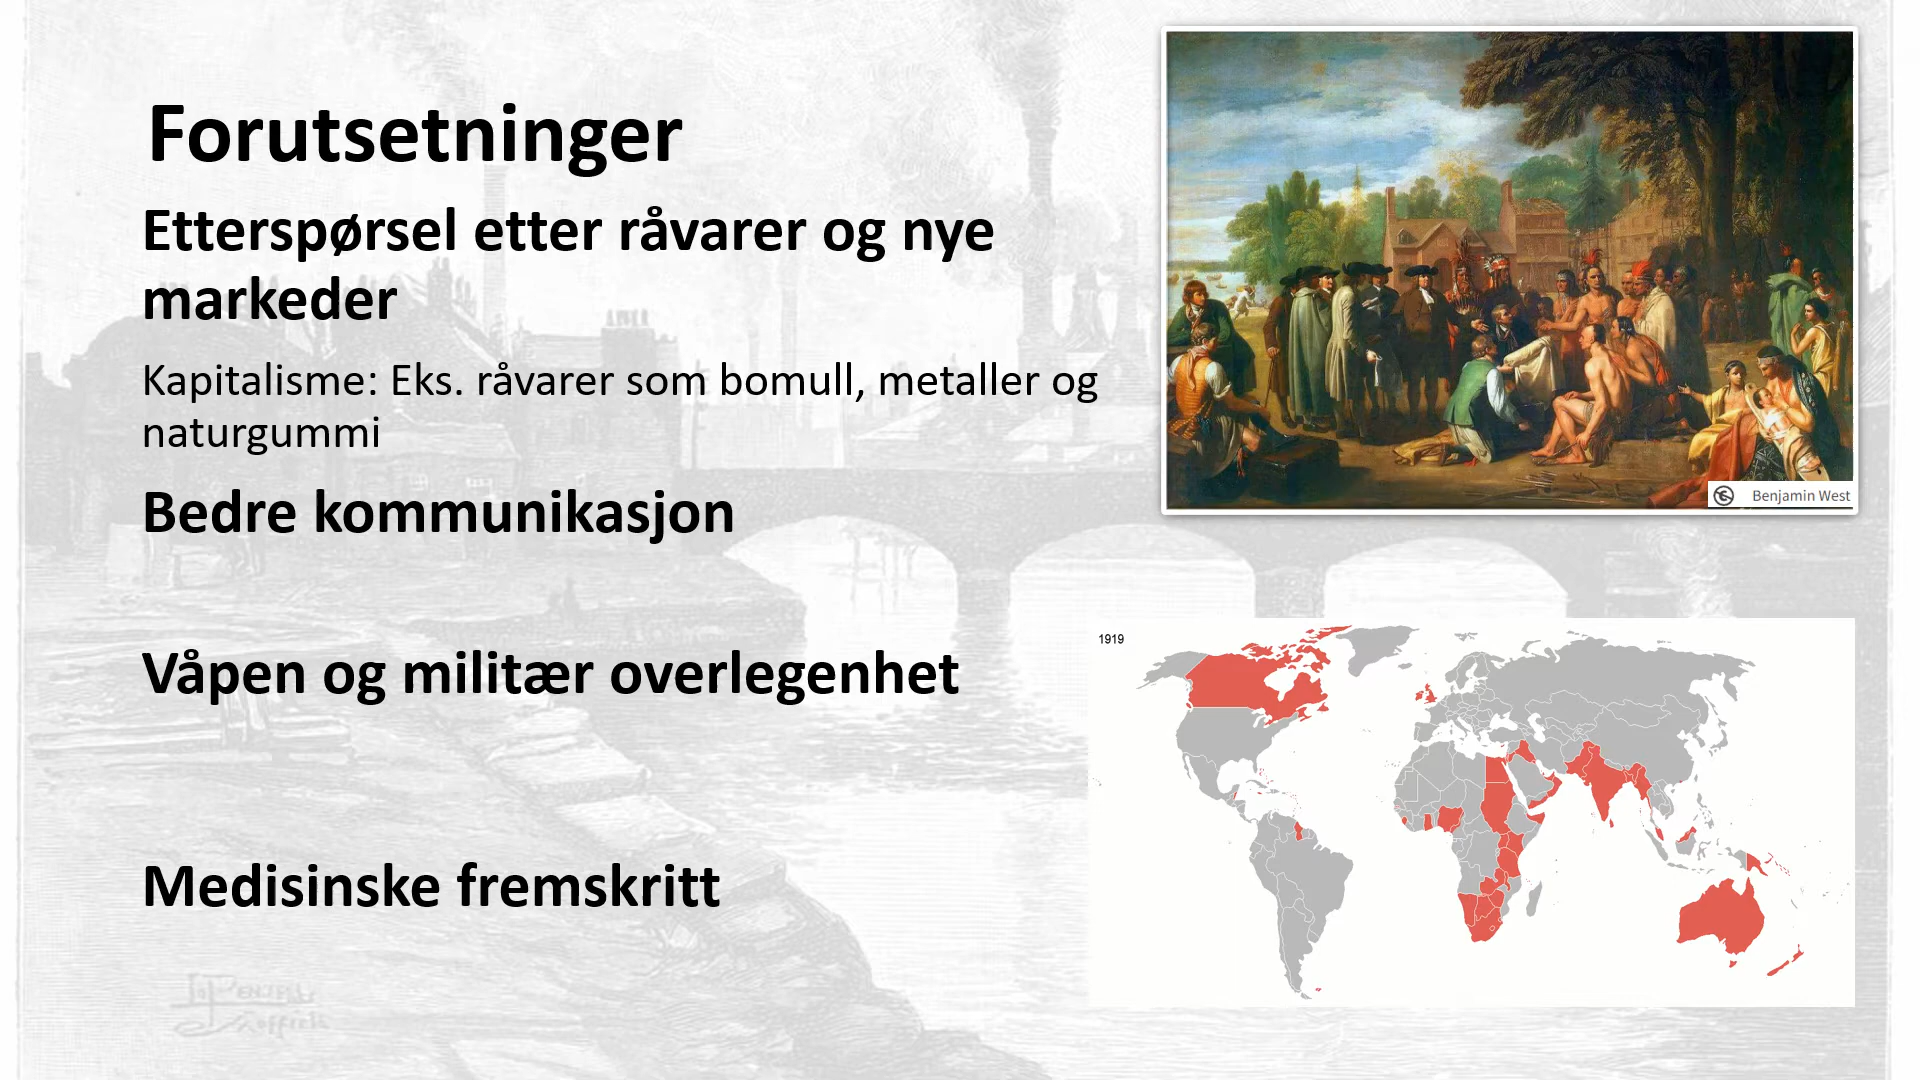 Forutsetninger
Etterspørsel etter råvarer og nye
markeder
Kapitalisme: Eks. råvarer som bomull, metaller og
naturgummi
Bedre kommunikasjon
Våpen og militær overlegenhet
Medisinske fremskritt
Benjamin West
1919